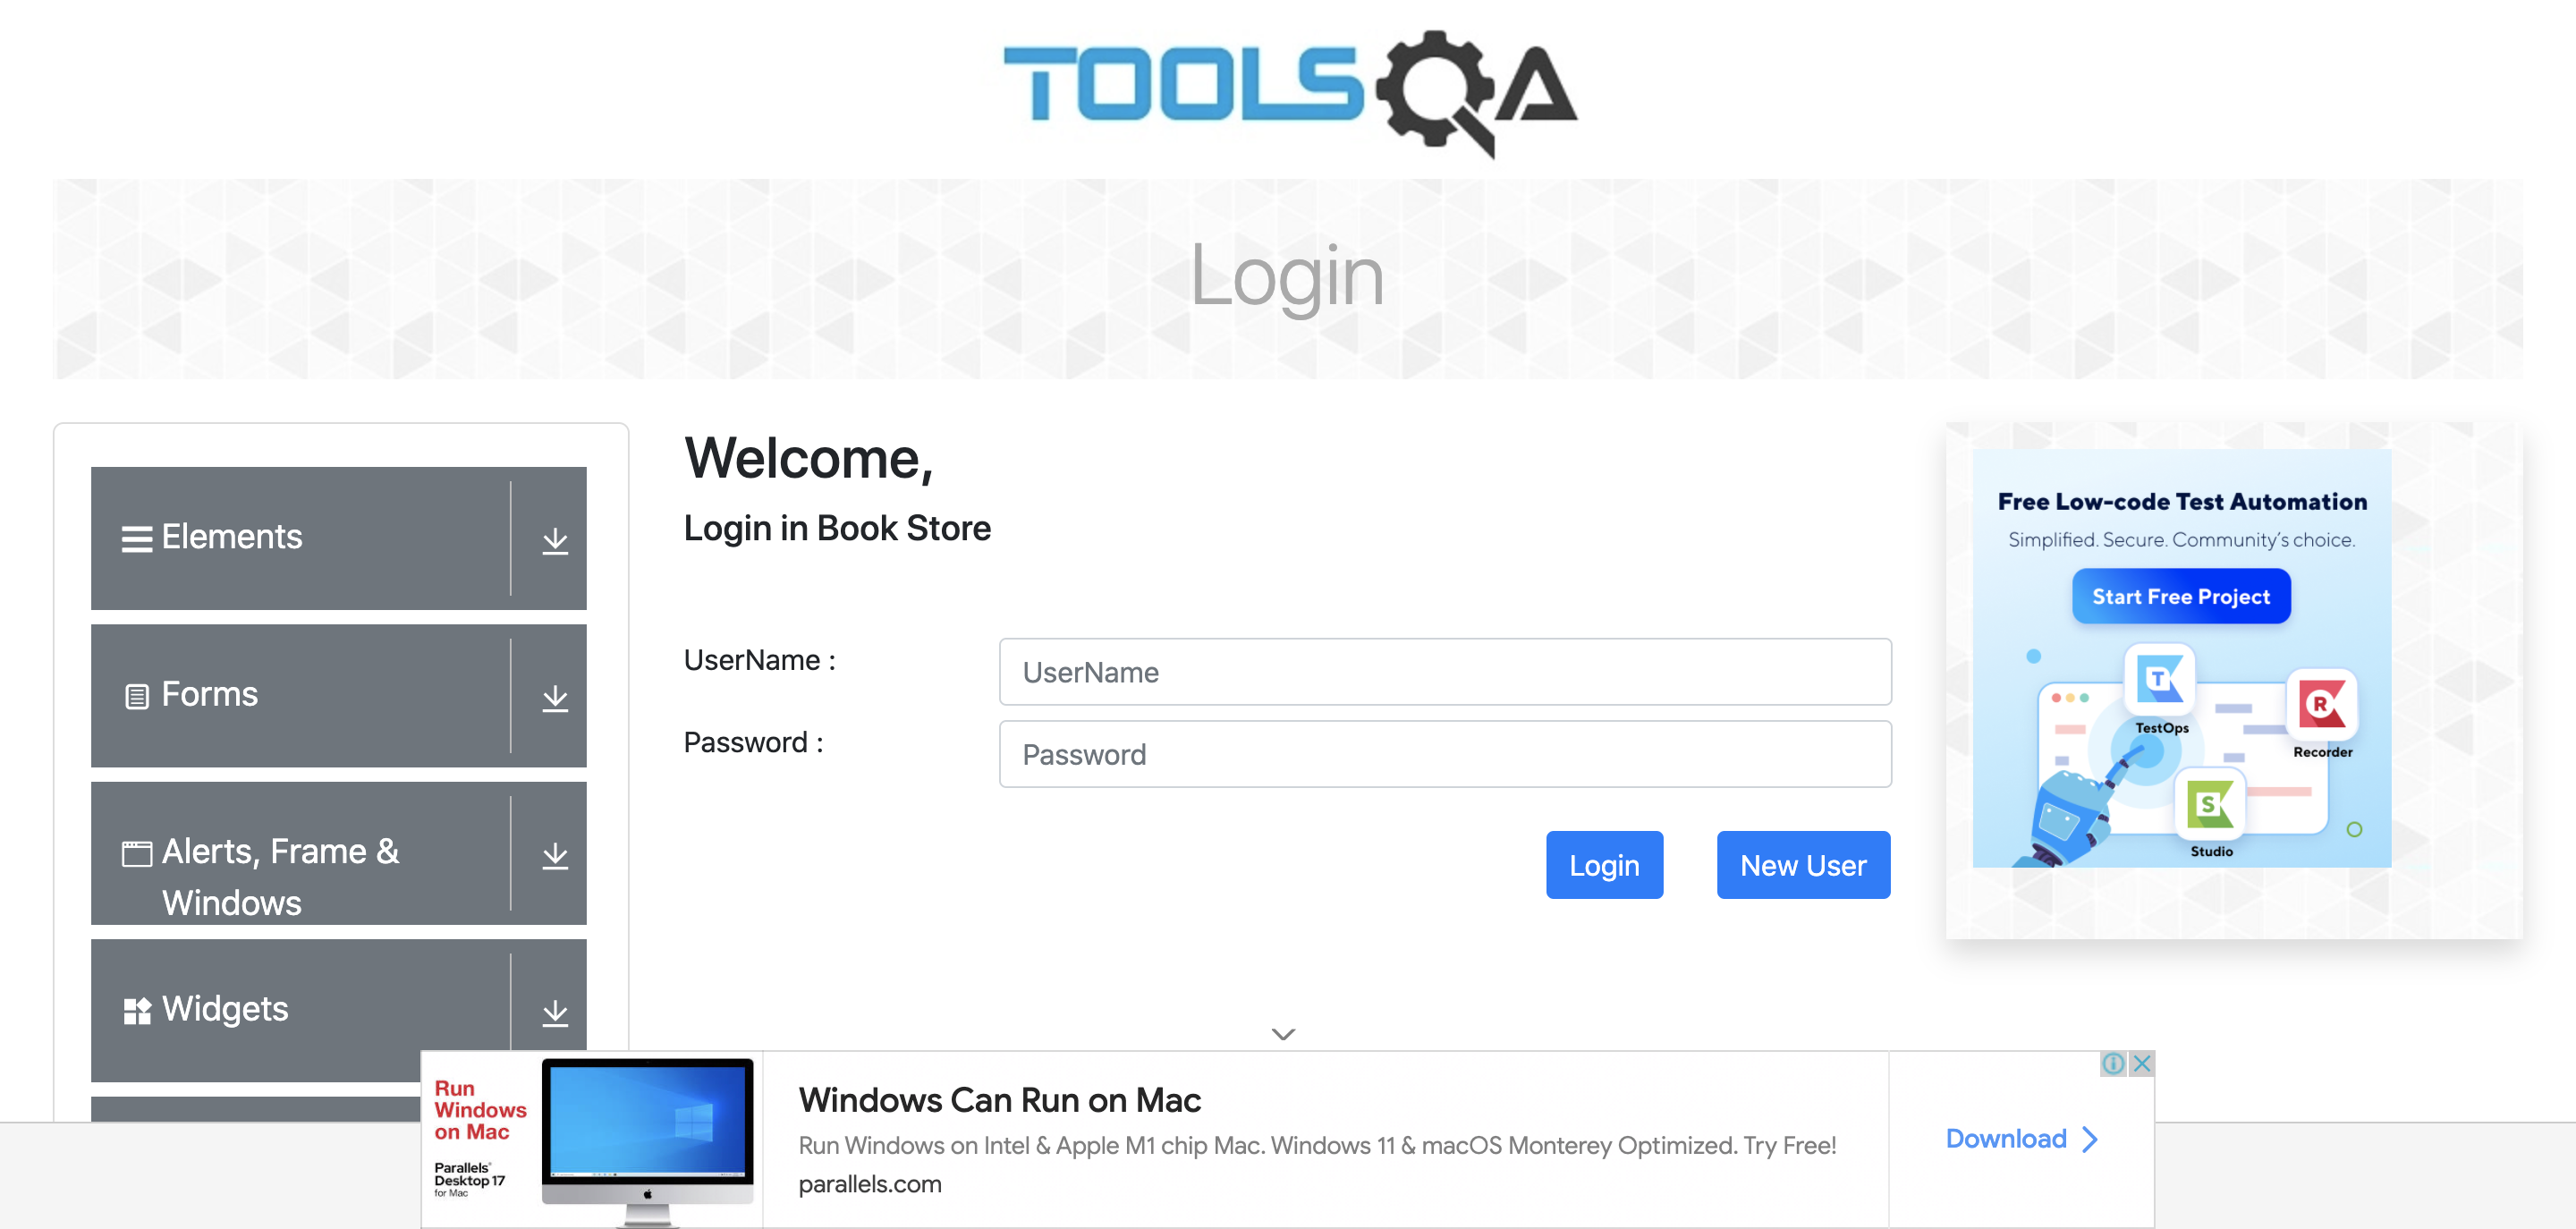 TOOLSQA
Login
Elements
Forms
Alerts, Frame &
Windows
Widgets
Welcome,
Login in Book Store
UserName :
UserName
Password :
Password
Login
New User
Free Low-code Test Automation
Simplified. Secure. Community's choice.
Start Free Project
T
TestOps
R
Recorder
S
Studio
Run
Windows
on Mac
Parallels®
Desktop 17
for Mac
Windows Can Run on Mac
Run Windows on Intel & Apple M1 chip Mac. Windows 11 & macOS Monterey Optimized. Try Free!
parallels.com
Download